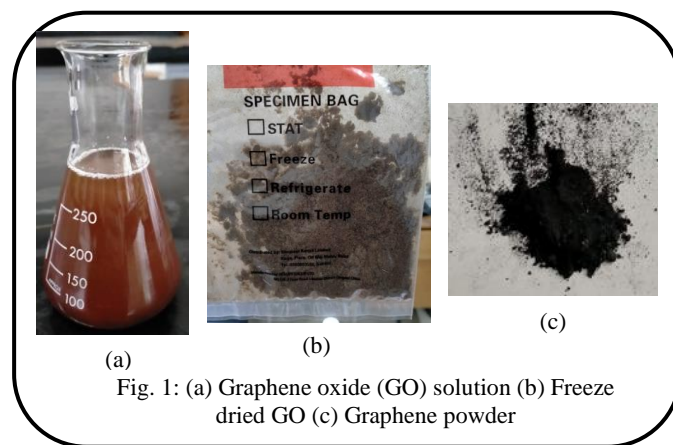 250
200
150
100
SPECIMEN BAG
STAT
Freeze
Refrigerate
Room Temp
(a)
(b)
(c)
Fig. 1: (a) Graphene oxide (GO) solution (b) Freeze
dried GO (c) Graphene powder